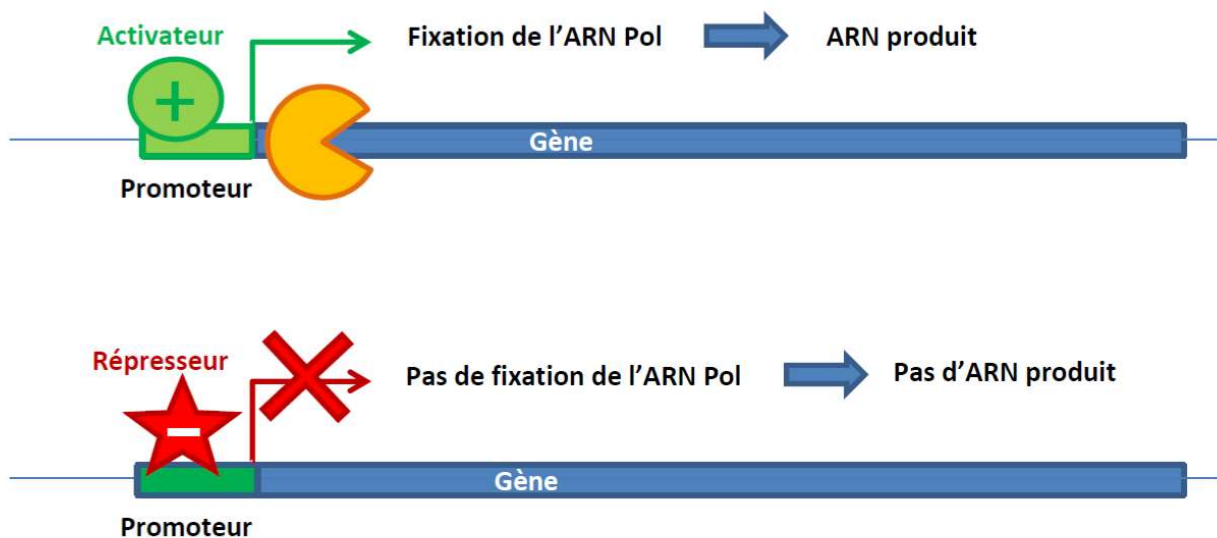 Activateur
Fixation de l'ARN Pol
ARN produit
+
Gène
Promoteur
Répresseur
Pas de fixation de l'ARN Pol
Pas d'ARN produit
-
Gène
Promoteur